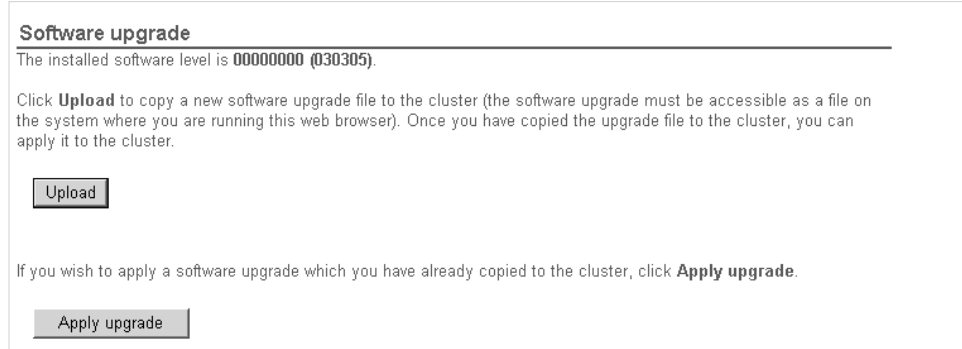 Software upgrade
The installed software level is 00000000 (030305).
Click Upload to copy a new software upgrade file to the cluster (the software upgrade must be accessible as a file on
the system where you are running this web browser). Once you have copied the upgrade file to the cluster, you can
apply it to the cluster.
Upload
If you wish to apply a software upgrade which you have already copied to the cluster, click Apply upgrade.
Apply upgrade